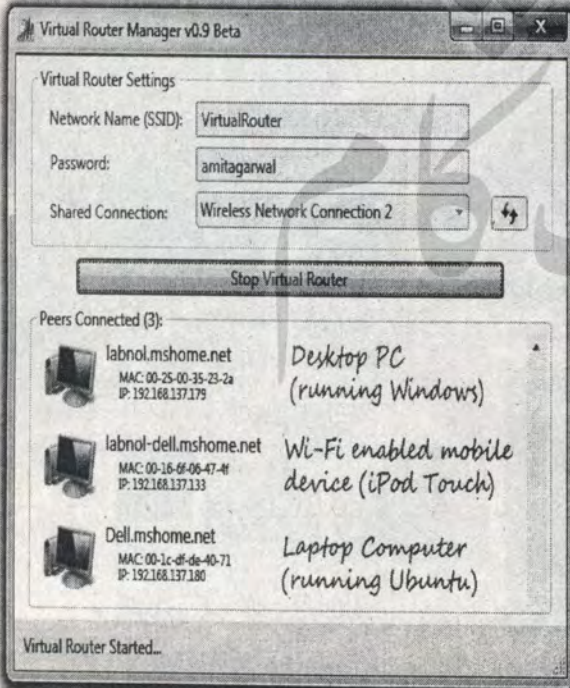 Virtual Router Manager v0.9 Beta
Virtual Router Settings
Network Name (SSID): VirtualRouter
Password: amitagarwal
Shared Connection: Wireless Network Connection 2
Stop Virtual Router
Peers Connected (3):
labnol.mshome.net
MAC: 00-25-00-35-23-2a
IP: 192.168.137.179
Desktop PC
(running Windows)
labnol-dell.mshome.net
MAC: 00-16-6f-06-47-4f
IP: 192.168.137.133
Wi-Fi enabled mobile
device (iPod Touch)
Dell.mshome.net
MAC: 00-1c-df-de-40-71
IP: 192.168.137.180
Laptop Computer
(running Ubuntu)
Virtual Router Started...